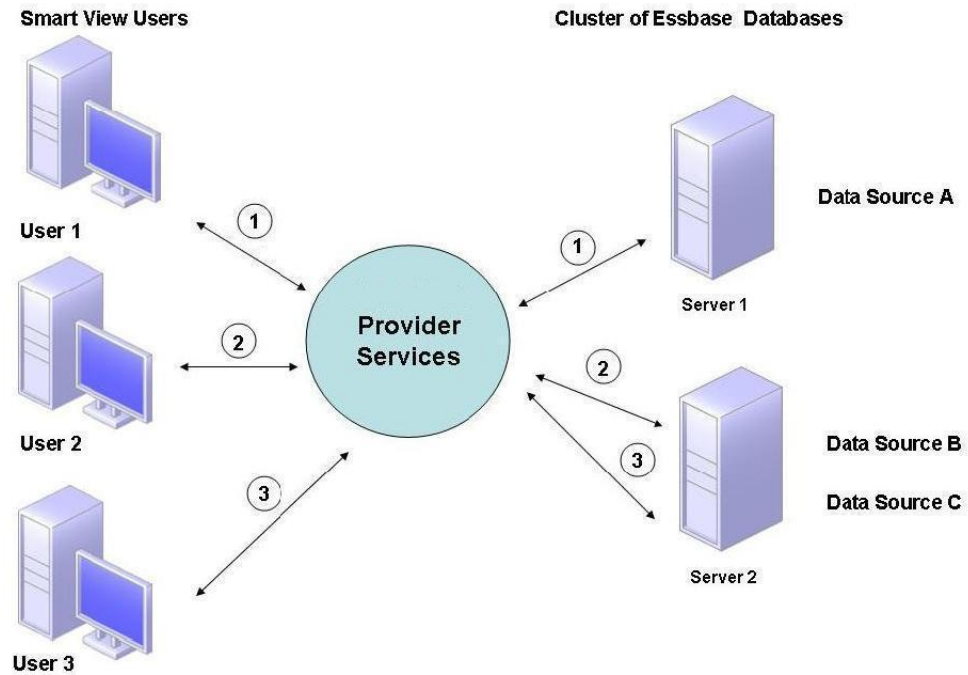 Smart View Users
Cluster of Essbase Databases
User 1
1
1
Data Source A
Server 1
Provider
Services
2
2
User 2
3
3
Data Source B
Data Source C
Server 2
User 3